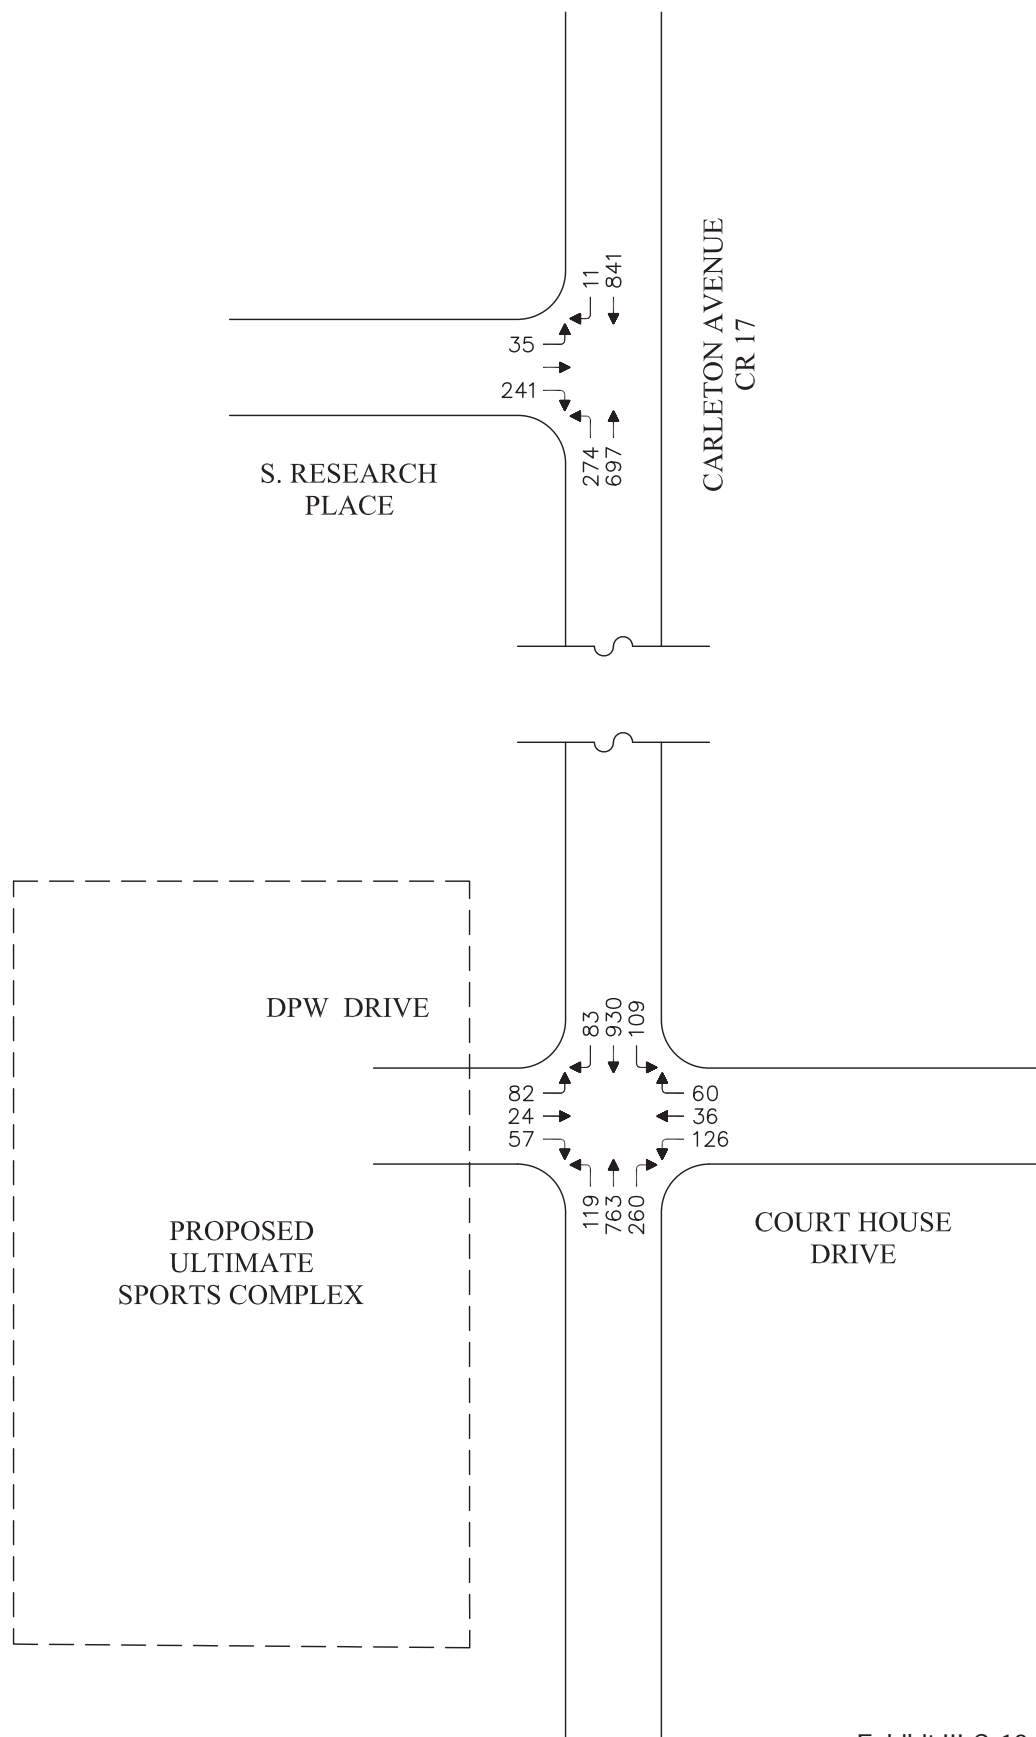 11
841
35
241
274
697
CARLETON AVENUE
CR 17
S. RESEARCH
PLACE
DPW DRIVE
83
930
109
82
24
57
60
36
126
119
763
260
COURT HOUSE
DRIVE
PROPOSED
ULTIMATE
SPORTS COMPLEX